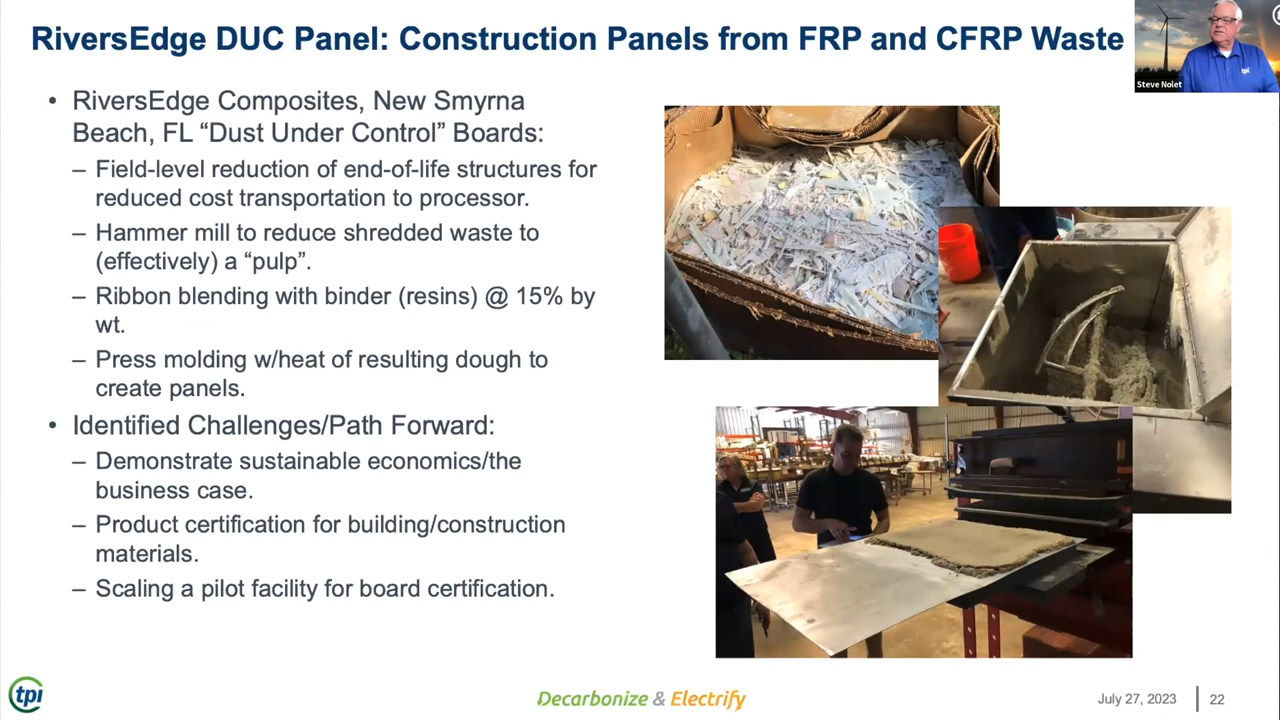 RiversEdge DUC Panel: Construction Panels from FRP and CFRP Waste
tpi
Steve Nolet
• RiversEdge Composites, New Smyrna
Beach, FL “Dust Under Control” Boards:
– Field-level reduction of end-of-life structures for
reduced cost transportation to processor.
– Hammer mill to reduce shredded waste to
(effectively) a “pulp”.
– Ribbon blending with binder (resins) @ 15% by
wt.
– Press molding w/heat of resulting dough to
create panels.
• Identified Challenges/Path Forward:
– Demonstrate sustainable economics/the
business case.
– Product certification for building/construction
materials.
– Scaling a pilot facility for board certification.
tpi
Decarbonize & Electrify
July 27, 2023
22